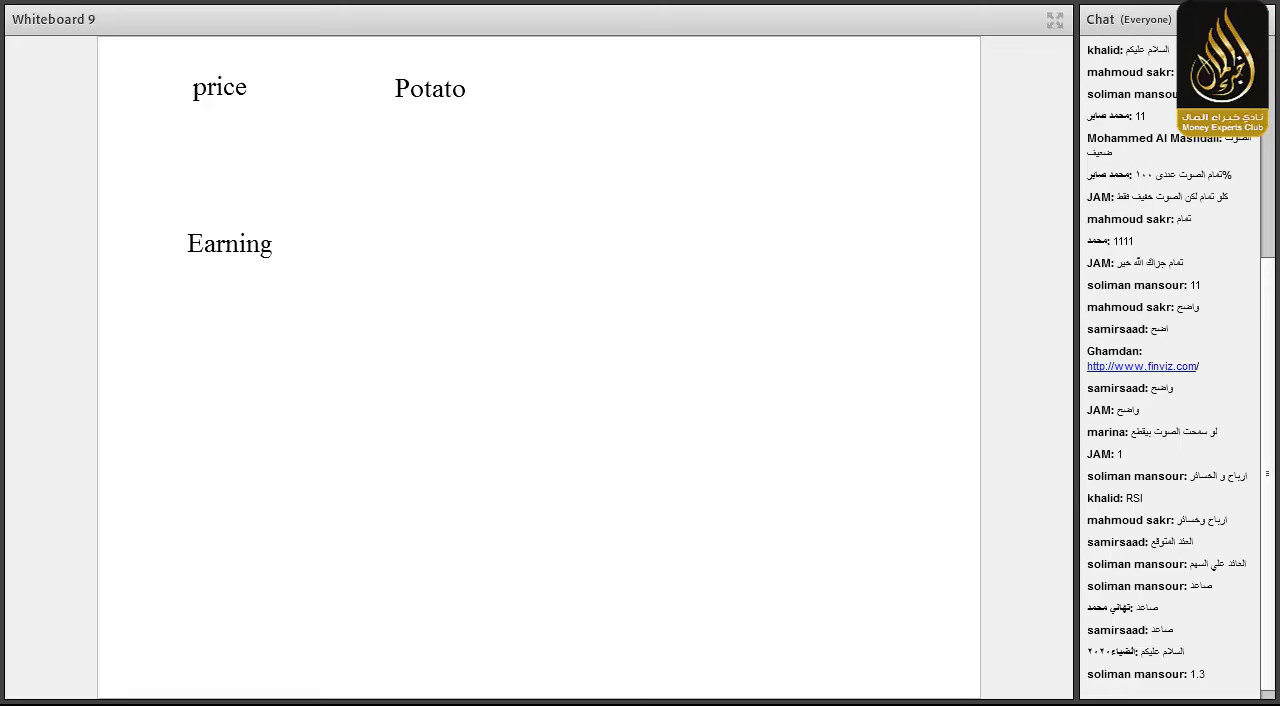 Whiteboard 9
price
Potato
Earning
Chat (Everyone)
نادي خبراء المال
Money Experts Club
khalid: السلام عليكم
mahmoud sakr:
soliman mansou
محمد صابر: 11
Mohammed Al Mashdali: الصوت
ضعيف
محمد صابر: تمام الصوت عندى ١٠٠%
JAM: كلو تمام لكن الصوت خفيف فقط
mahmoud sakr: تمام
محمد: 1111
JAM: تمام جزاك الله خير
soliman mansour: 11
mahmoud sakr: واضح
samirsaad: اضح
Ghamdan:
http://www.finviz.com/
samirsaad: واضح
JAM: واضح
marina: لو سمحت الصوت بيقطع
JAM: 1
soliman mansour: ارباح و الخسائر
khalid: RSI
mahmoud sakr: ارباح وخسائر
samirsaad: العئد المتوقع
soliman mansour: العائد علي السهم
soliman mansour: صاعد
تهاني محمد: صاعد
samirsaad: صاعد
الضياء٢٠٢٠: السلام عليكم
soliman mansour: 1.3